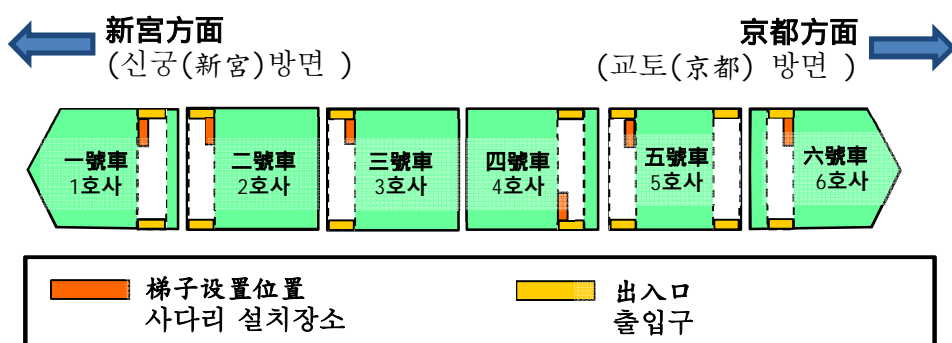 新宮方面
(신궁(新宮)방면 )
京都方面
(교토(京都) 방면 )
一號車
1호사
二號車
2호사
三號車
3호사
四號車
4호사
五號車
5호사
六號車
6호사
梯子设置位置
사다리 설치장소
出入口
출입구